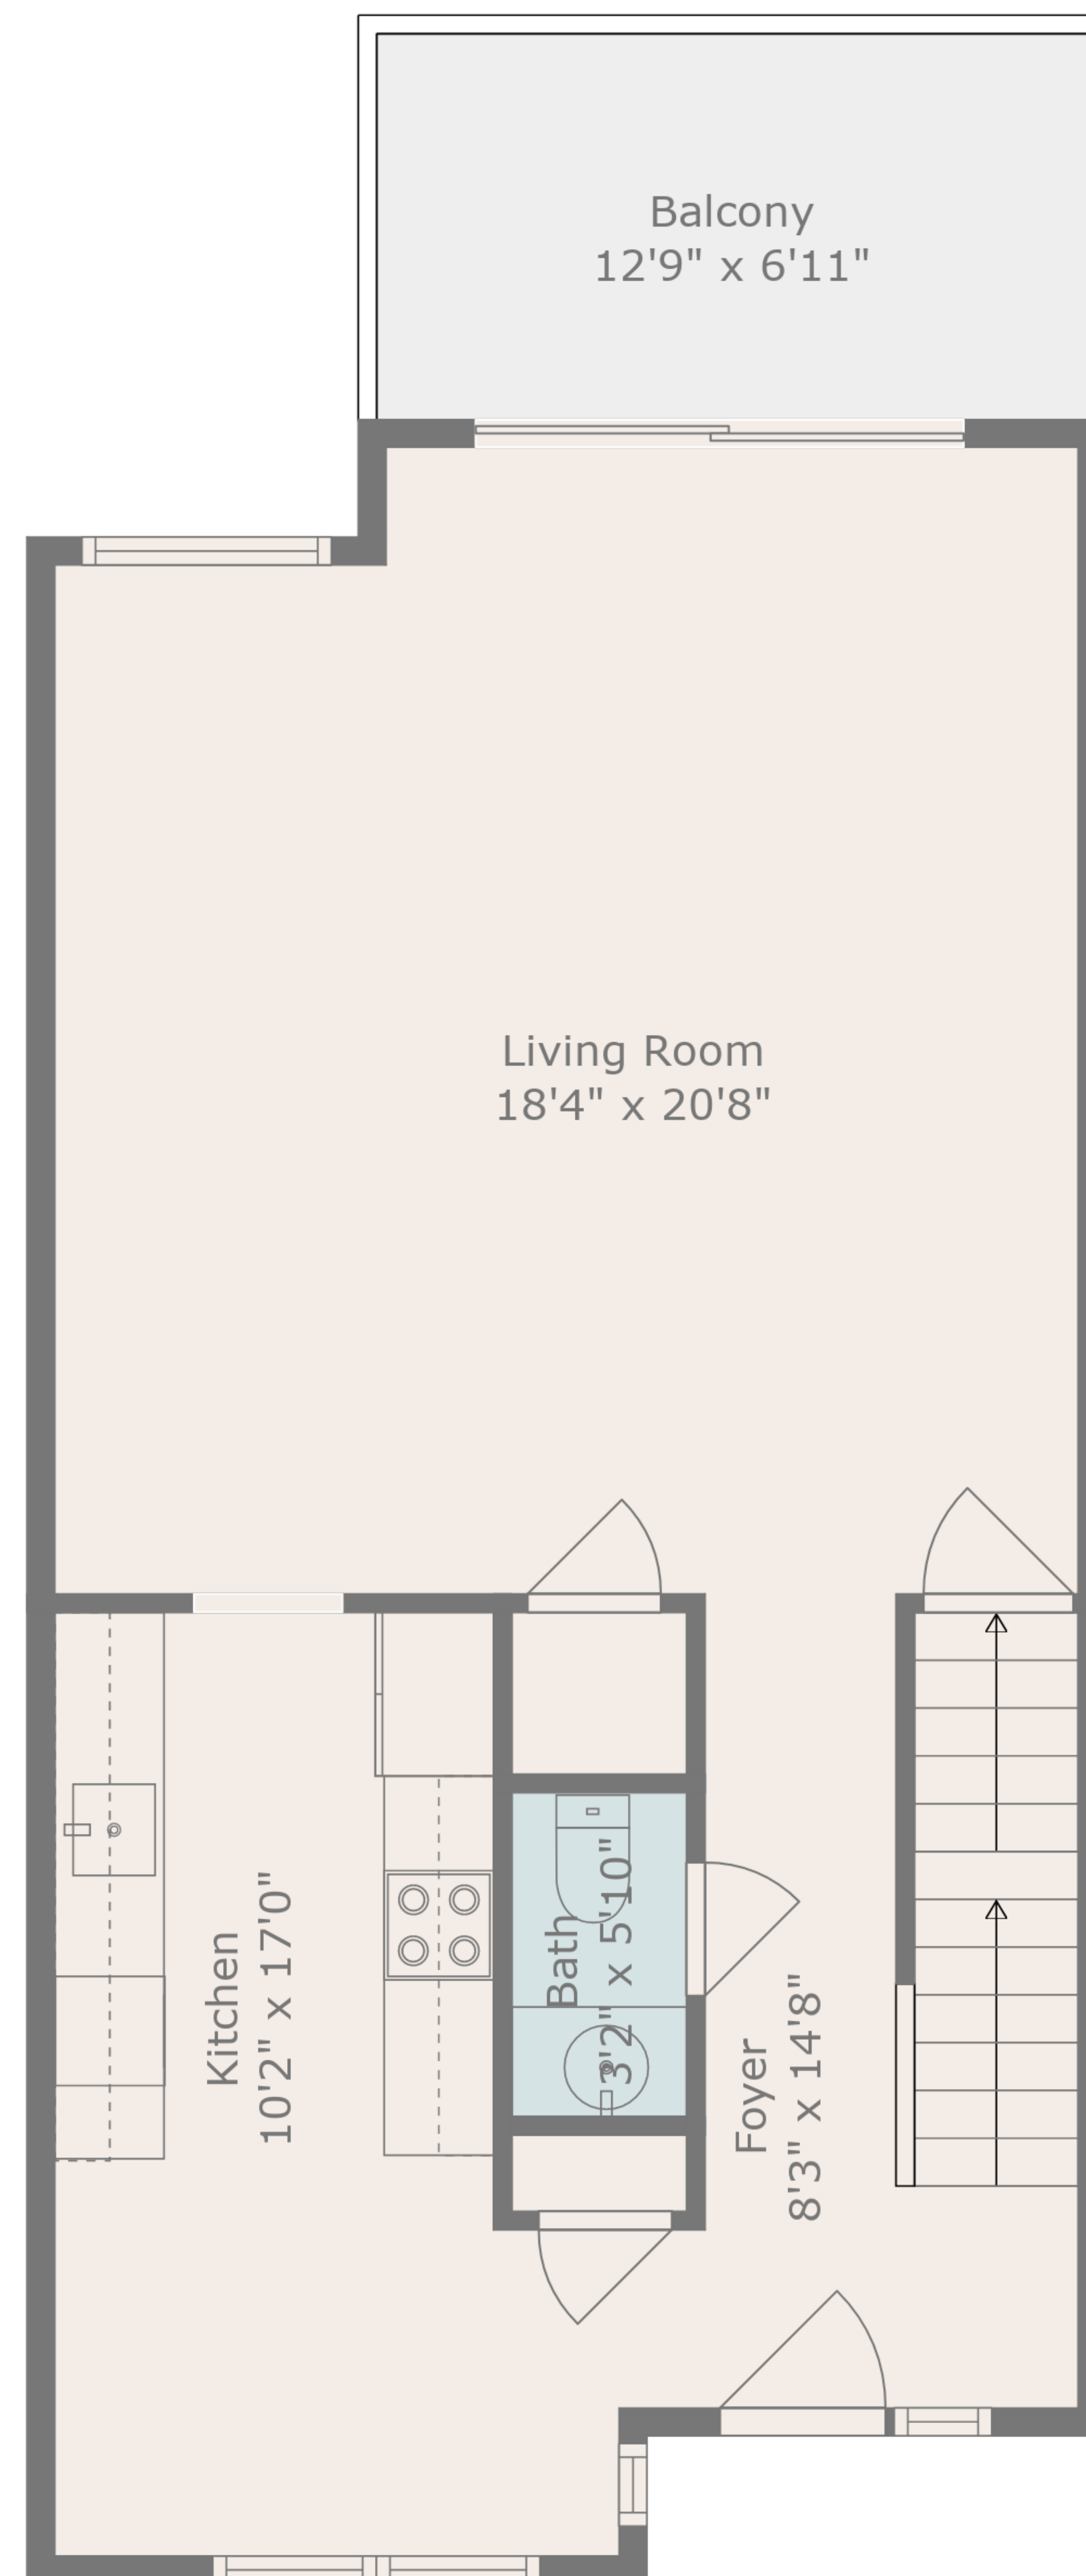 Balcony
12'9" x 6'11"
Living Room
18'4" x 20'8"
Kitchen
10'2" x 17'0"
Bath
3'2" x 5'10"
Foyer
8'3" x 14'8"